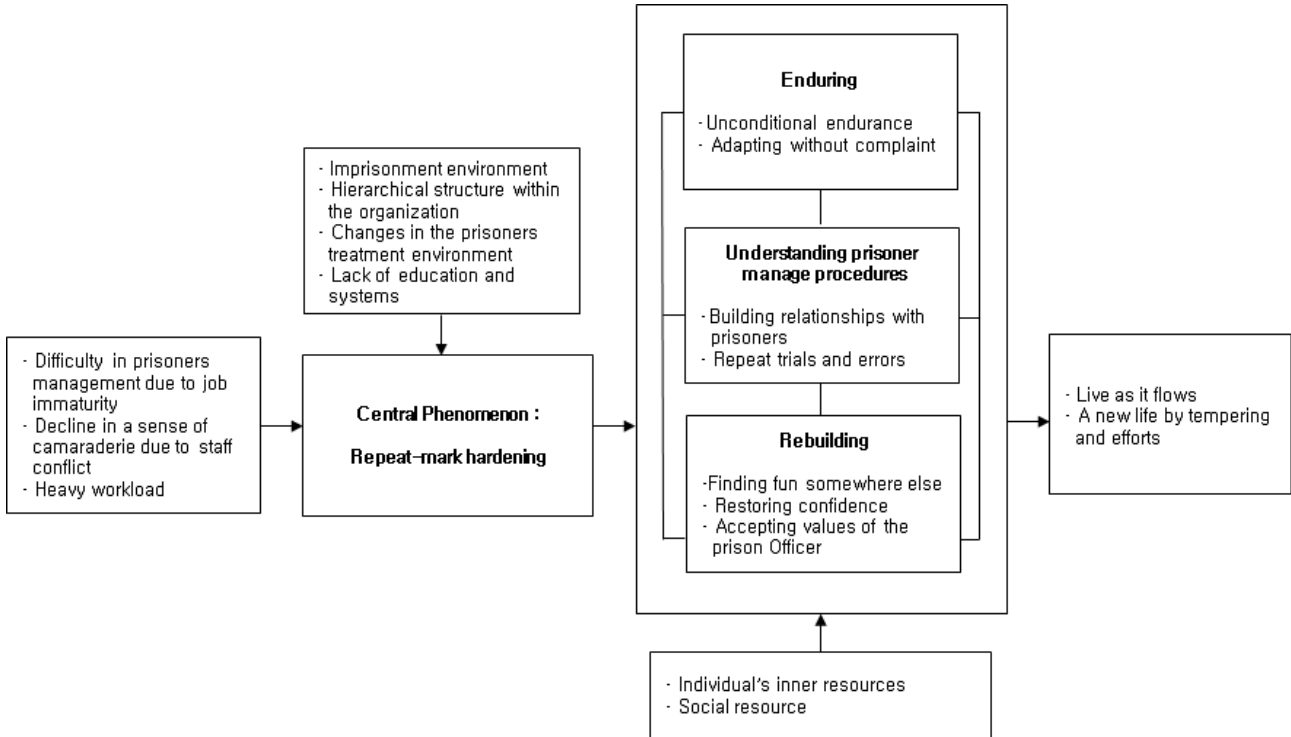 - Difficulty in prisoners
management due to job
immaturity
- Decline in a sense of
camaraderie due to staff
conflict
- Heavy workload
- Imprisonment environment
- Hierarchical structure within
the organization
- Changes in the prisoners
treatment environment
- Lack of education and
systems
Central Phenomenon :
Repeat-mark hardening
Enduring
-Unconditional endurance
- Adapting without complaint
Understanding prisoner
manage procedures
-Building relationships with
prisoners
- Repeat trials and errors
Rebuilding
-Finding fun somewhere else
- Restoring confidence
- Accepting values of the
prison Officer
- Individual's inner resources
- Social resource
- Live as it flows
- A new life by tempering
and efforts